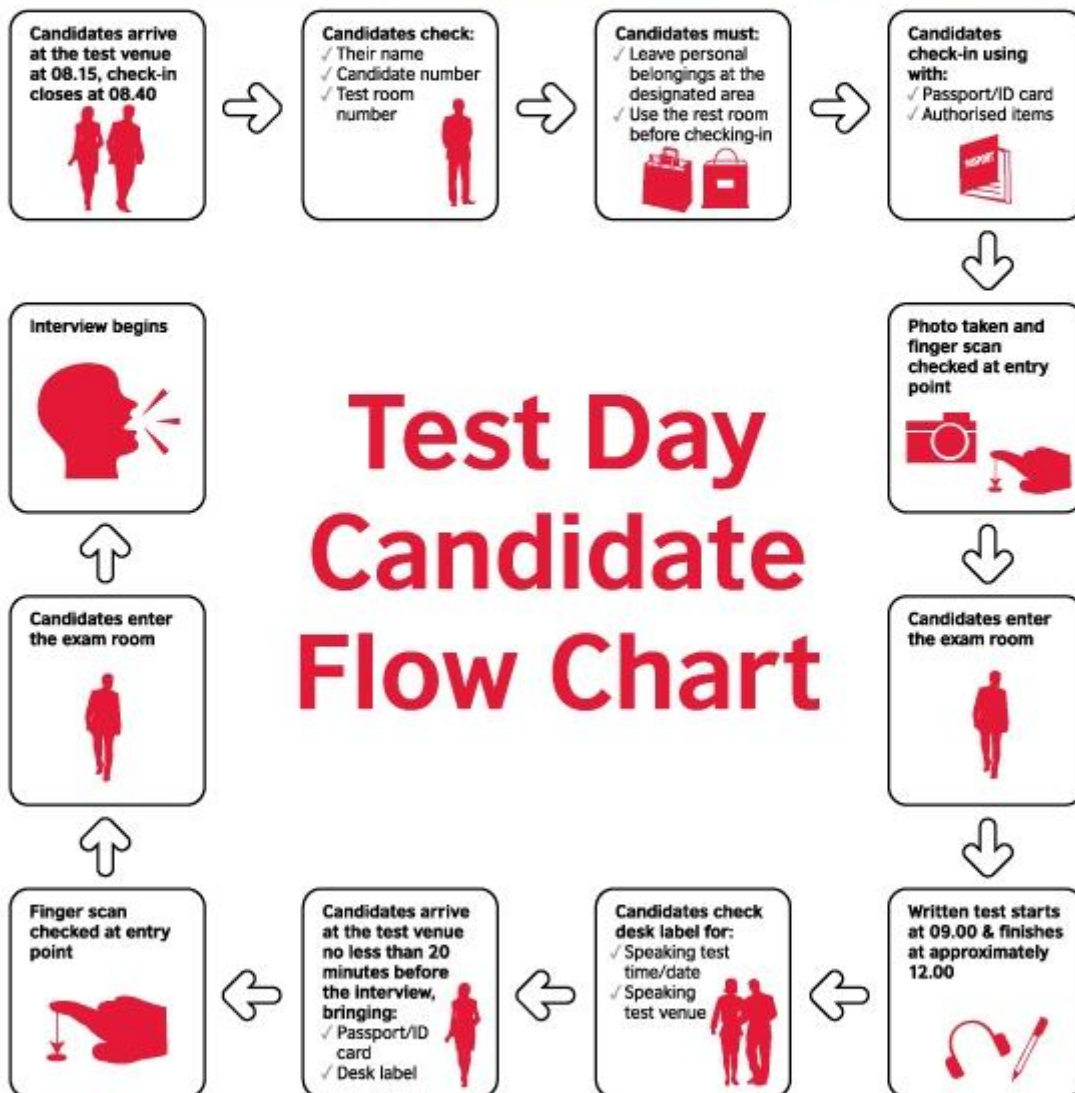 Candidates arrive
at the test venue
at 08.15, check-in
closes at 08.40
Candidates check:
✓ Their name
✓ Candidate number
✓ Test room
number
Candidates must:
✓ Leave personal
belongings at the
designated area
✓ Use the rest room
before checking-in
Candidates
check-in using
with:
✓ Passport/ID card
✓ Authorised items
PASSPORT
Photo taken and
finger scan
checked at entry
point
Candidates enter
the exam room
Written test starts
at 09.00 & finishes
at approximately
12.00
Candidates check
desk label for:
✓ Speaking test
time/date
✓ Speaking
test venue
Candidates arrive
at the test venue
no less than 20
minutes before
the interview,
bringing:
✓ Passport/ID
card
✓ Desk label
Finger scan
checked at entry
point
Candidates enter
the exam room
Interview begins
Test Day
Candidate
Flow Chart